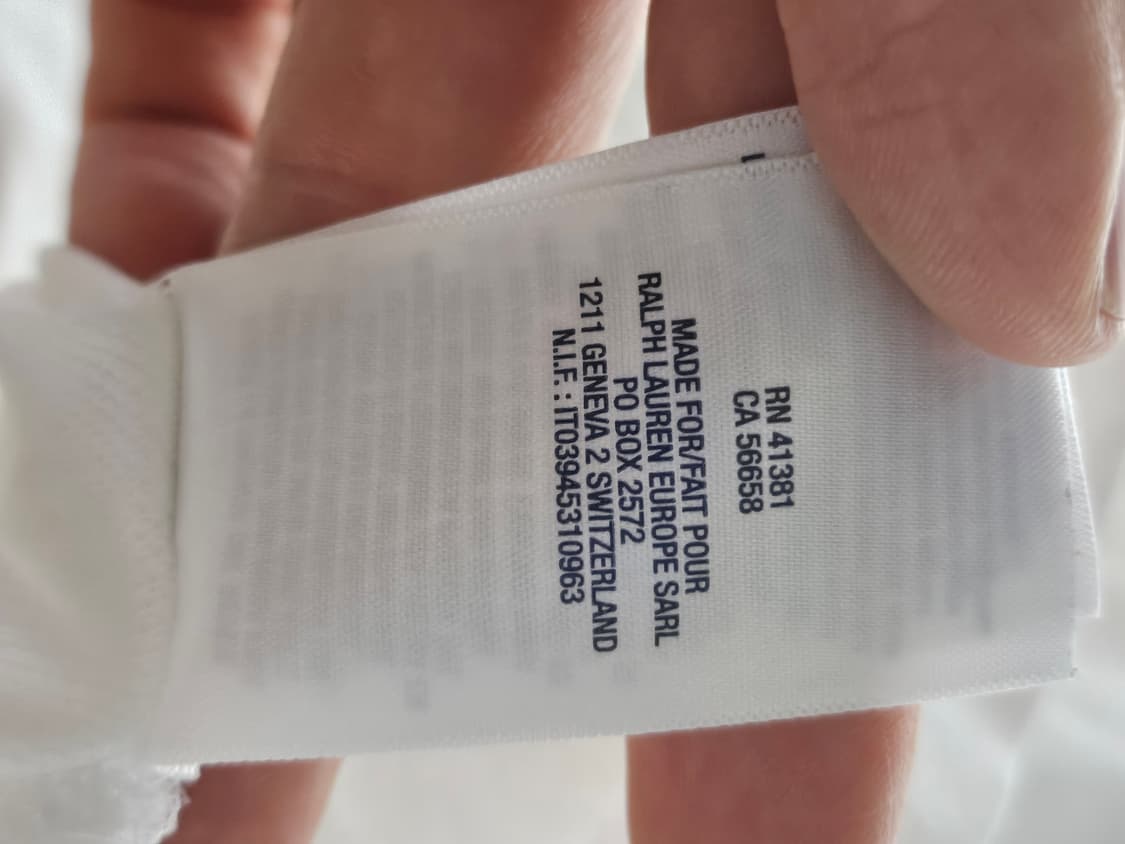 RN 41381
CA 56658
MADE FOR/FAIT POUR
RALPH LAUREN EUROPE SARL
PO BOX 2572
1211 GENEVA 2 SWITZERLAND
N.I.F. : IT03945310963